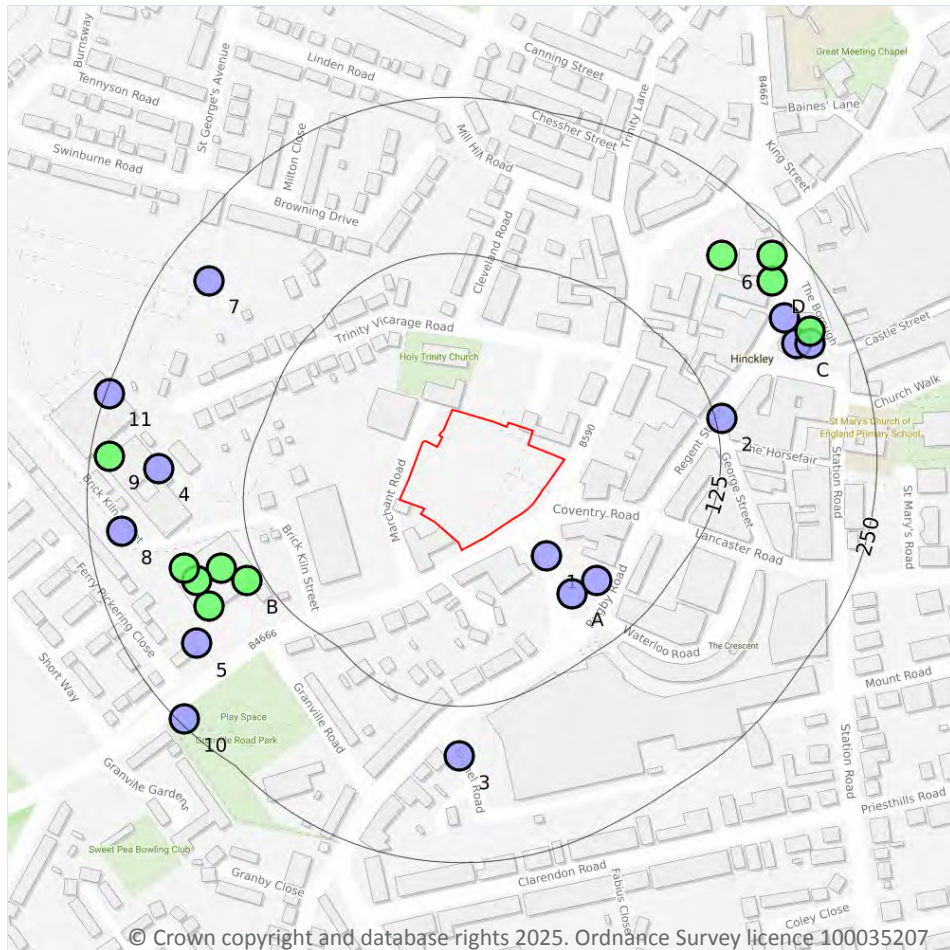 Burnsway
Tennyson Road
St George's Avenue
Linden Road
Canning Street
B4667
Great Meeting Chapel
Baines' Lane
Trinity Lane
Swinburne Road
Milton Close
Mill Hill Road
Chessher Street
King Street
Browning Drive
Cleveland Road
7
6
D
The Borough
Castle Street
Trinity Vicarage Road
Holy Trinity Church
Hinckley
C
Church Walk
11
St Mary's Church of
England Primary School
2
Regent
The Horsefair
B590
9
4
Marchant Road
George Street
125
Station Road
St Mary's Road
Coventry Road
Brick Kiln
8
Brick Kiln Street
Lancaster Road
250
Ferry Pickering Close
1
B
A
Rugby Road
B4666
Waterloo Road
The Crescent
5
Short Way
Mount Road
Granville Road
Play Space
10
Road Park
Station Road
3
Road
Granville Gardens
Priesthills Road
Sweet Pea Bowling Club
Granby Close
Clarendon Road
Fabius Close
Coley Close
© Crown copyright and database rights 2025. Ordnance Survey licence 100035207